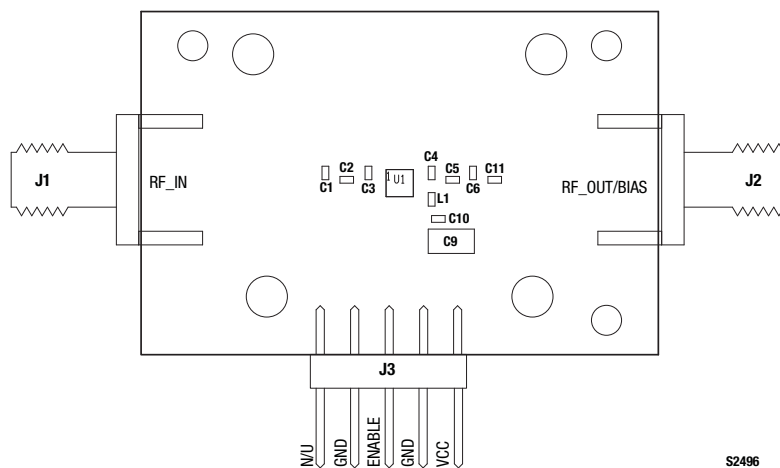 C4
C2
C5
C11
1
U1
J1
RF_IN
C1
C3
C6
RF_OUT/BIAS
J2
L1
C10
C9
J3
N/U
GND
ENABLE
GND
VCC
S2496